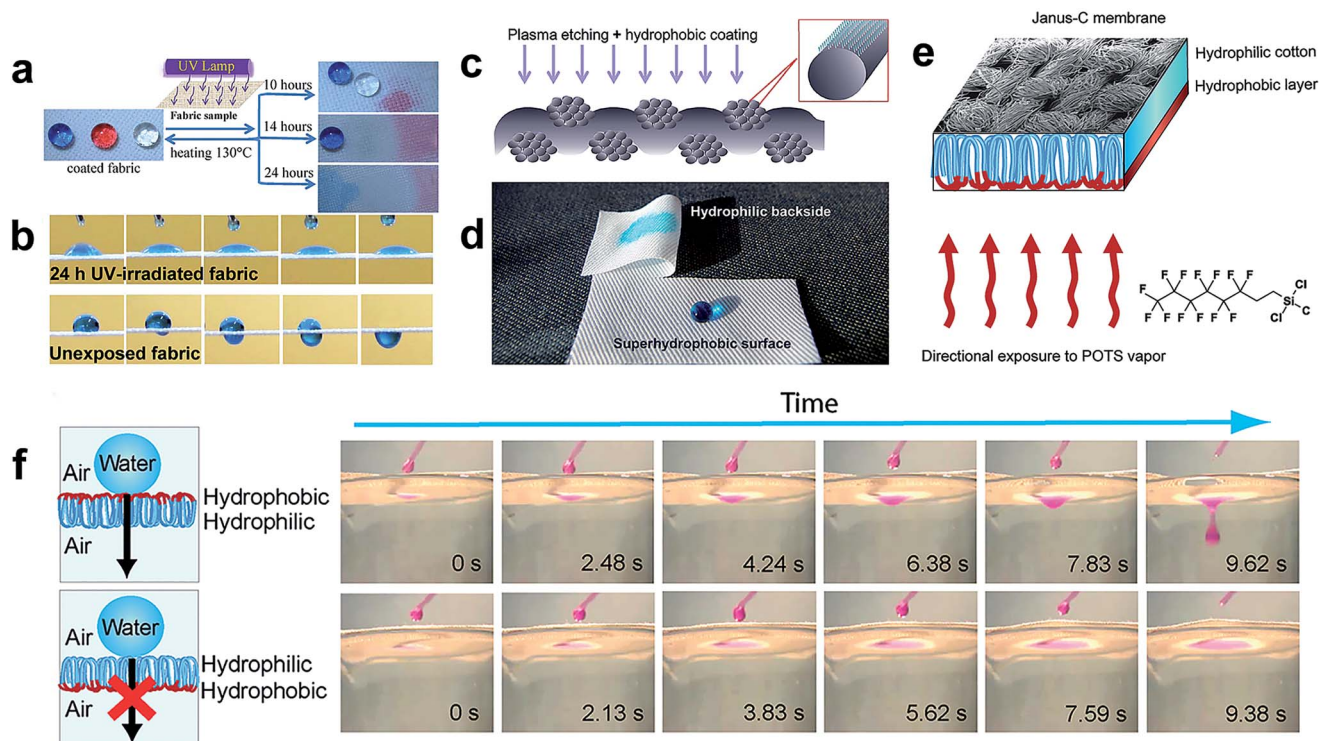 a
UV Lamp
Fabric sample
10 hours
14 hours
heating 130°C
24 hours
coated fabric
b
24 h UV-irradiated fabric
Unexposed fabric
c
Plasma etching + hydrophobic coating
d
Hydrophilic backside
Superhydrophobic surface
e
Janus-C membrane
Hydrophilic cotton
Hydrophobic layer
F F F F F F
F
F
F F F F F F
Si
Cl
Cl
C
Directional exposure to POTS vapor
f
Time
Air
Water
Hydrophobic
Hydrophilic
Air
0 s
2.48 s
4.24 s
6.38 s
7.83 s
9.62 s
Air
Water
Hydrophilic
Hydrophobic
Air
0 s
2.13 s
3.83 s
5.62 s
7.59 s
9.38 s